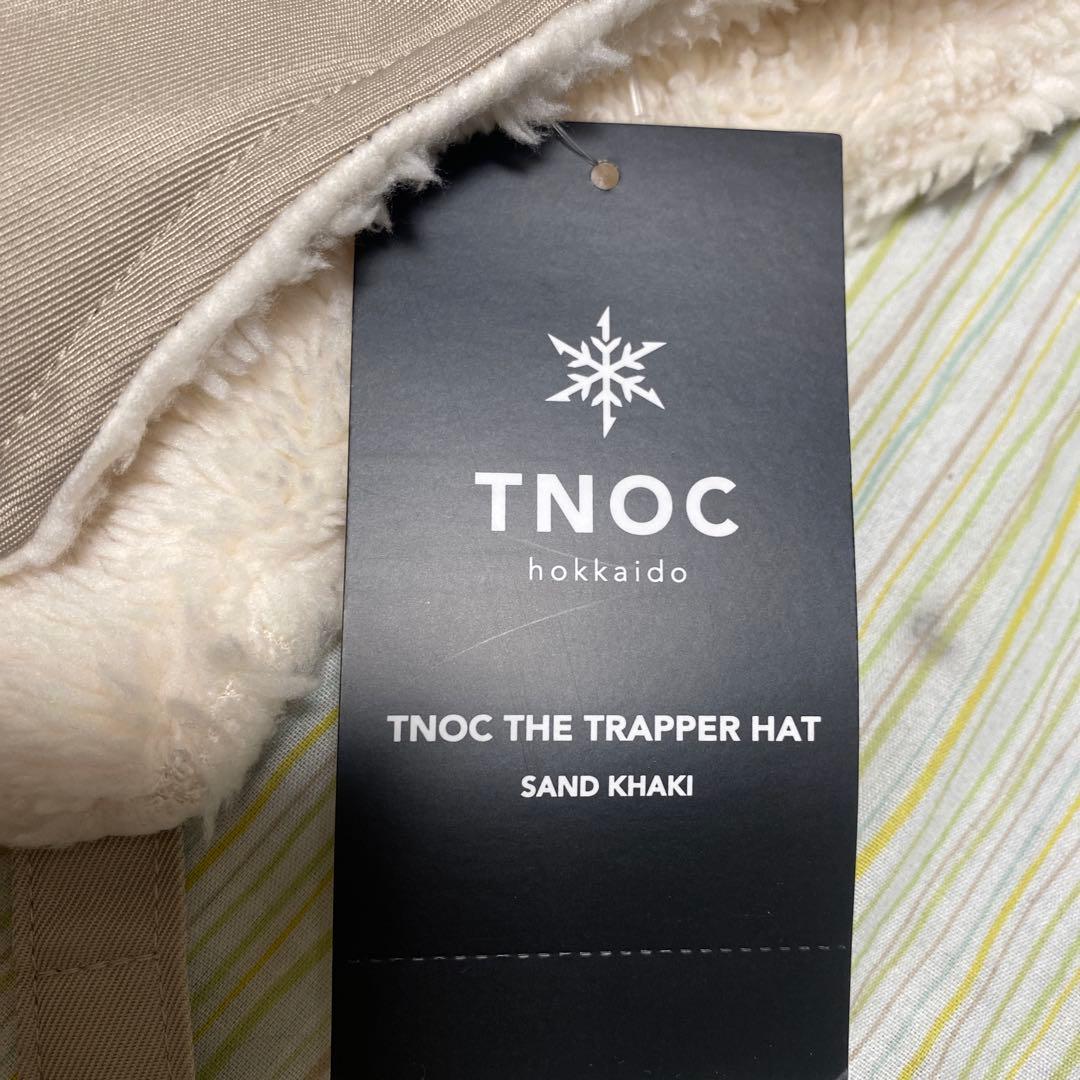 TNOC
hokkaido
TNOC THE TRAPPER HAT
SAND KHAKI